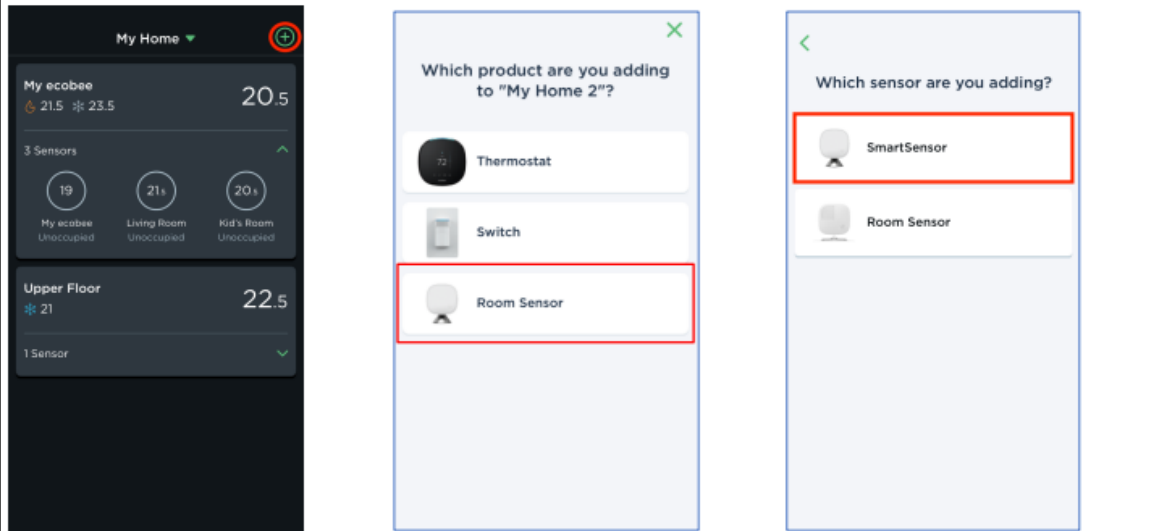 My Home
My ecobee
21.5 23.5
20.5
3 Sensors
19
21.5
20.5
My ecobee
Unoccupied
Living Room
Unoccupied
Kid's Room
Unoccupied
Upper Floor
21
22.5
1 Sensor
Which product are you adding
to "My Home 2"?
72
Thermostat
Switch
Room Sensor
Which sensor are you adding?
SmartSensor
Room Sensor